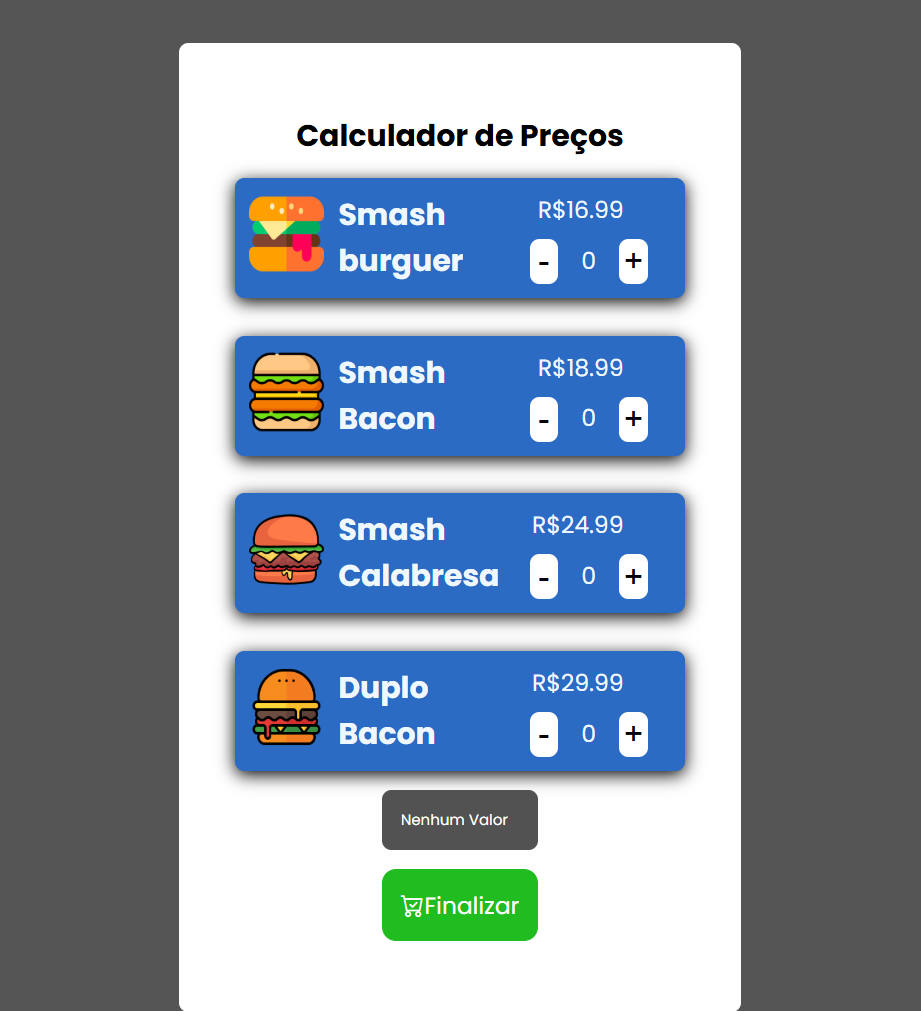 Calculador de Preços
Smash
burguer
R$16.99
- 0 +
Smash
Bacon
R$18.99
- 0 +
Smash
Calabresa
R$24.99
- 0 +
Duplo
Bacon
R$29.99
- 0 +
Nenhum Valor
Finalizar